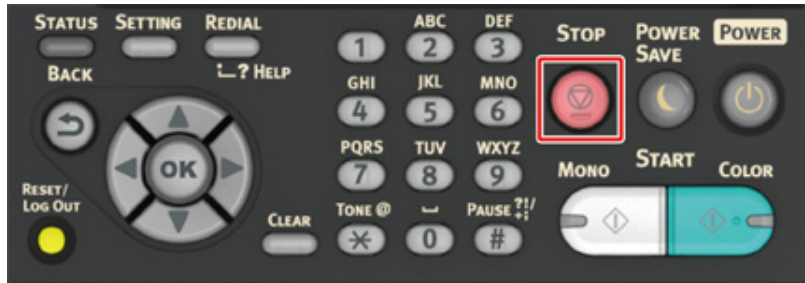 STATUS SETTING REDIAL
?HELP
BACK
OK
RESET/
LOG OUT
CLEAR
1
ABC
2
DEF
3
GHI
4
JKL
5
MNO
6
PQRS
7
TUV
8
WXYZ
9
TONE @
*
0
PAUSE ?!/+;
#
STOP
POWER
SAVE
POWER
MONO
START
COLOR